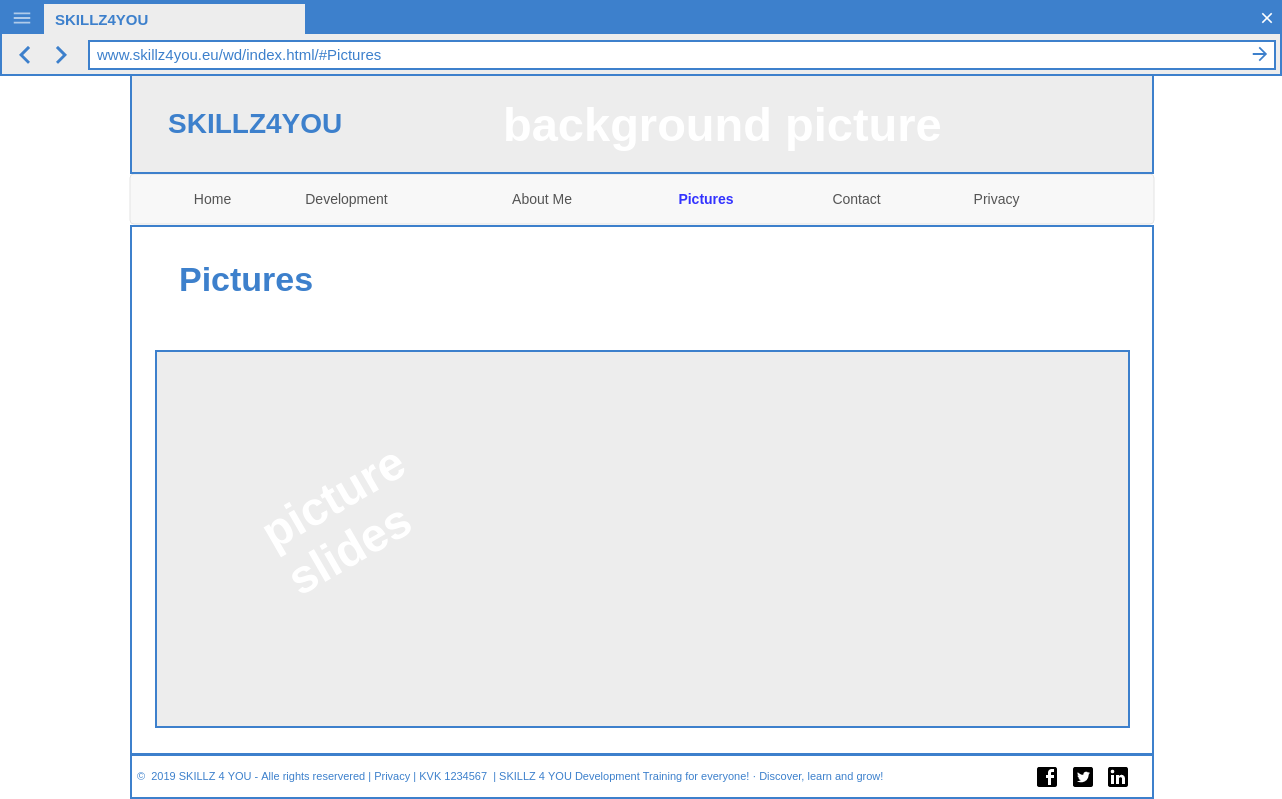 SKILLZ4YOU
www.skillz4you.eu/wd/index.html/#Pictures
SKILLZ4YOU background picture
Home Development About Me Pictures Contact Privacy
Pictures
picture
slides
© 2019 SKILLZ 4 YOU - Alle rights reservered | Privacy | KVK 1234567 | SKILLZ 4 YOU Development Training for everyone! · Discover, learn and grow!